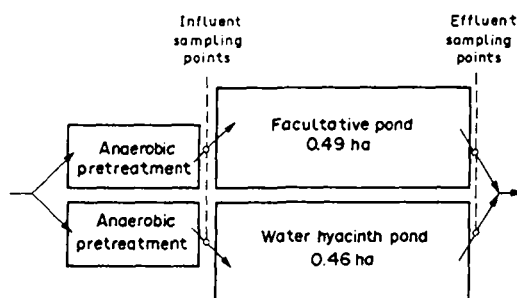 Influent
sampling
points
Effluent
sampling
points
Anaerobic
pretreatment
Facultative pond
0.49 ha
Anaerobic
pretreatment
Water hyacinth pond
0.46 ha